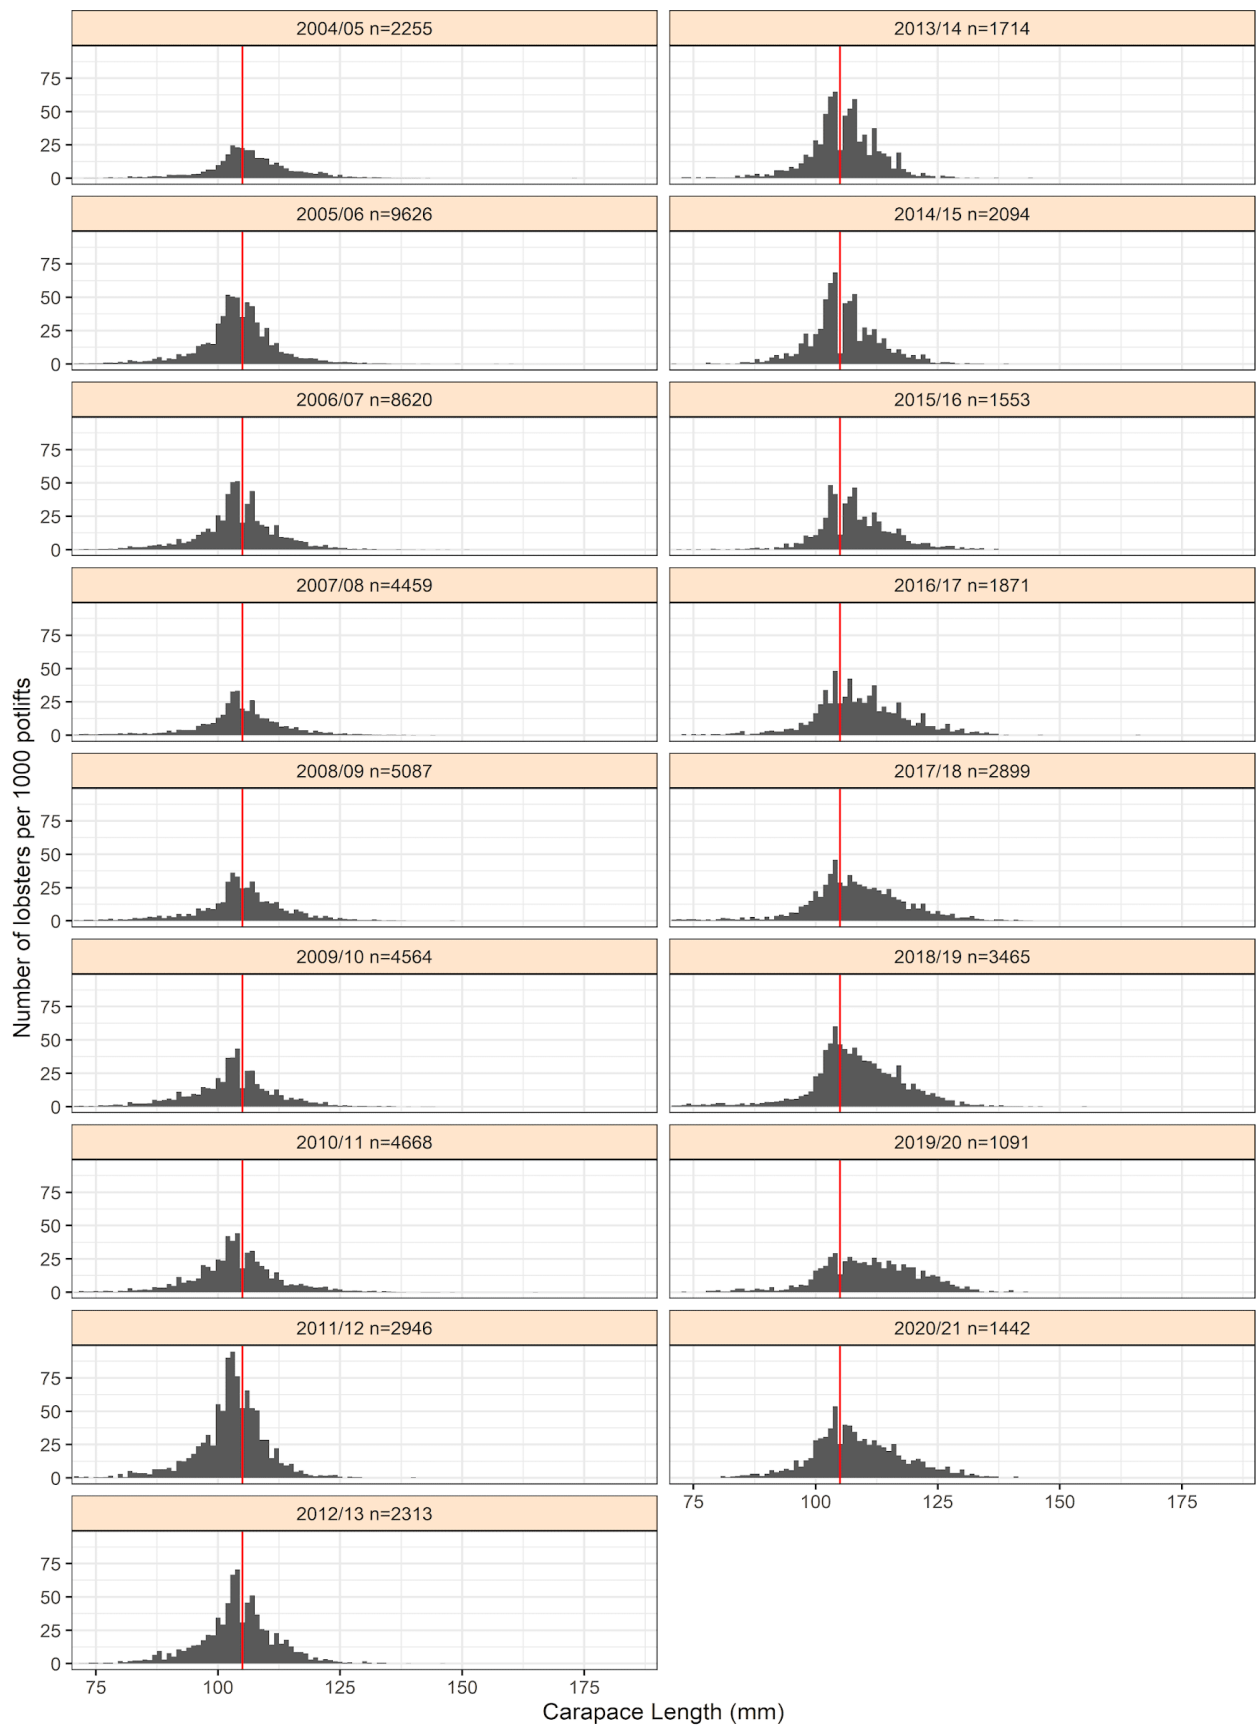 2004/05 n=2255
2013/14 n=1714
75
50
25
0
2005/06 n=9626
2014/15 n=2094
75
50
25
0
2006/07 n=8620
2015/16 n=1553
75
50
25
0
2007/08 n=4459
2016/17 n=1871
75
50
25
0
2008/09 n=5087
2017/18 n=2899
75
50
25
0
2009/10 n=4564
2018/19 n=3465
75
50
25
0
2010/11 n=4668
2019/20 n=1091
75
50
25
0
2011/12 n=2946
2020/21 n=1442
75
50
25
0
75 100 125 150 175
2012/13 n=2313
75
50
25
0
75 100 125 150 175
Number of lobsters per 1000 potlifts
Carapace Length (mm)